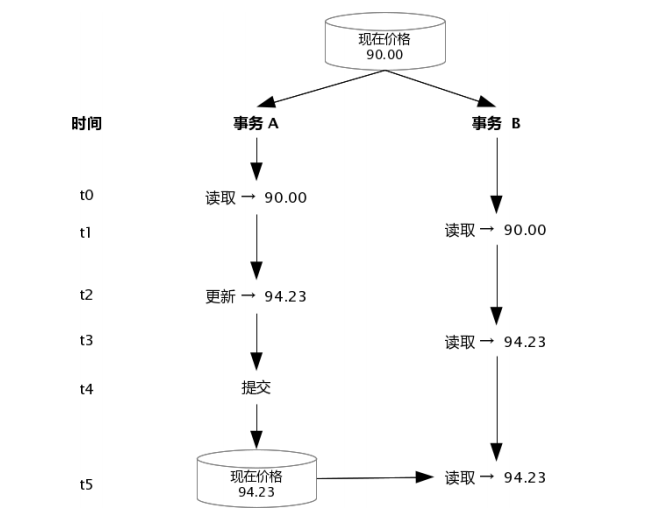 现在价格
90.00
时间
事务 A
事务 B
t0
读取 → 90.00
t1
读取 → 90.00
t2
更新 → 94.23
t3
读取 → 94.23
t4
提交
现在价格
94.23
t5
读取 → 94.23